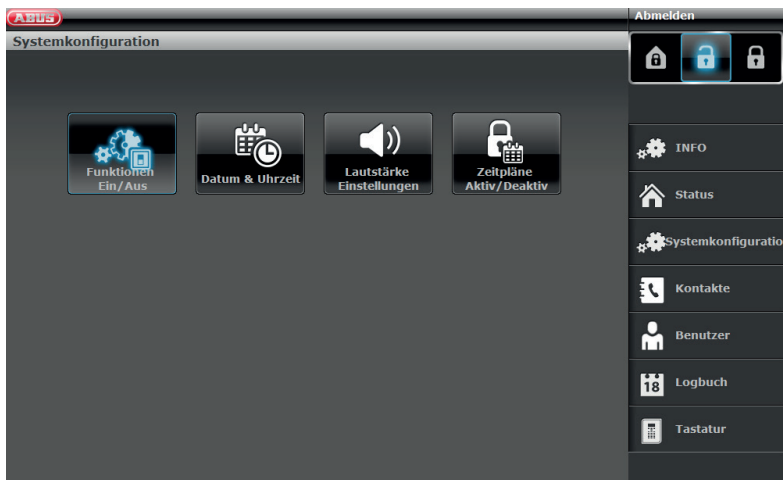 ABUS
Abmelden
Systemkonfiguration
Funktionen
Ein/Aus
Datum & Uhrzeit
Lautstärke
Einstellungen
Zeitpläne
Aktiv/Deaktiv
INFO
Status
Systemkonfiguratio
Kontakte
Benutzer
18
Logbuch
Tastatur